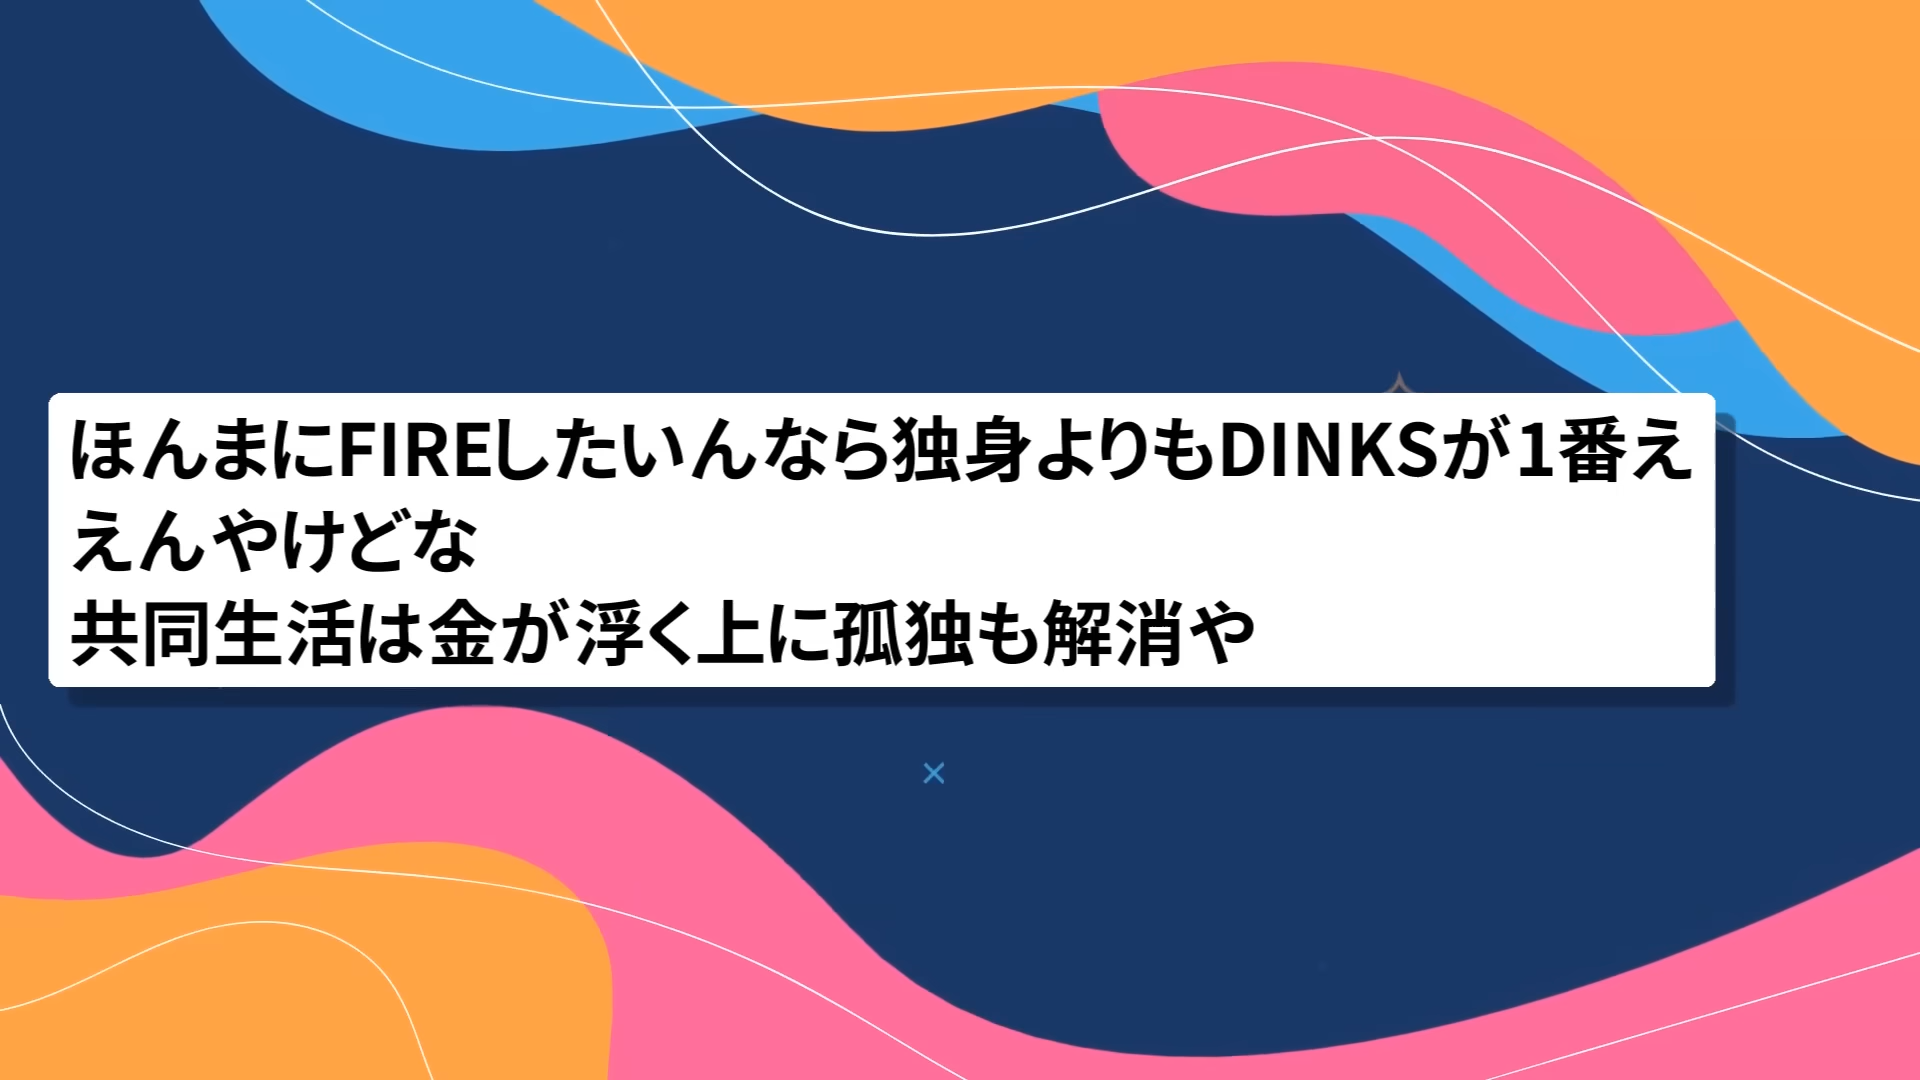 ほんまにFIREしたいんなら独身よりもDINKSが1番え
えんやけどな
共同生活は金が浮く上に孤独も解消や